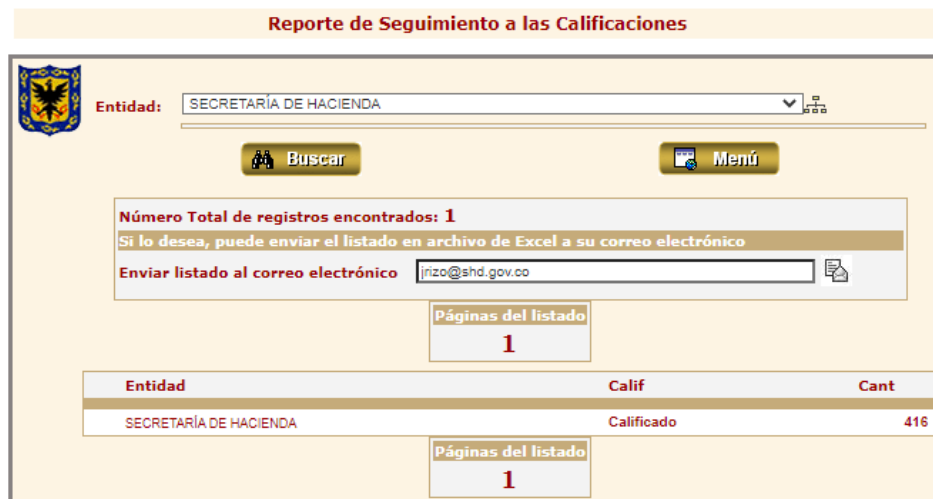 Reporte de Seguimiento a las Calificaciones
Entidad: SECRETARÍA DE HACIENDA
Buscar Menú
Número Total de registros encontrados: 1
Si lo desea, puede enviar el listado en archivo de Excel a su correo electrónico
Enviar listado al correo electrónico jrizo@shd.gov.co
Páginas del listado
1
Entidad Calif Cant
SECRETARÍA DE HACIENDA Calificado 416
Páginas del listado
1